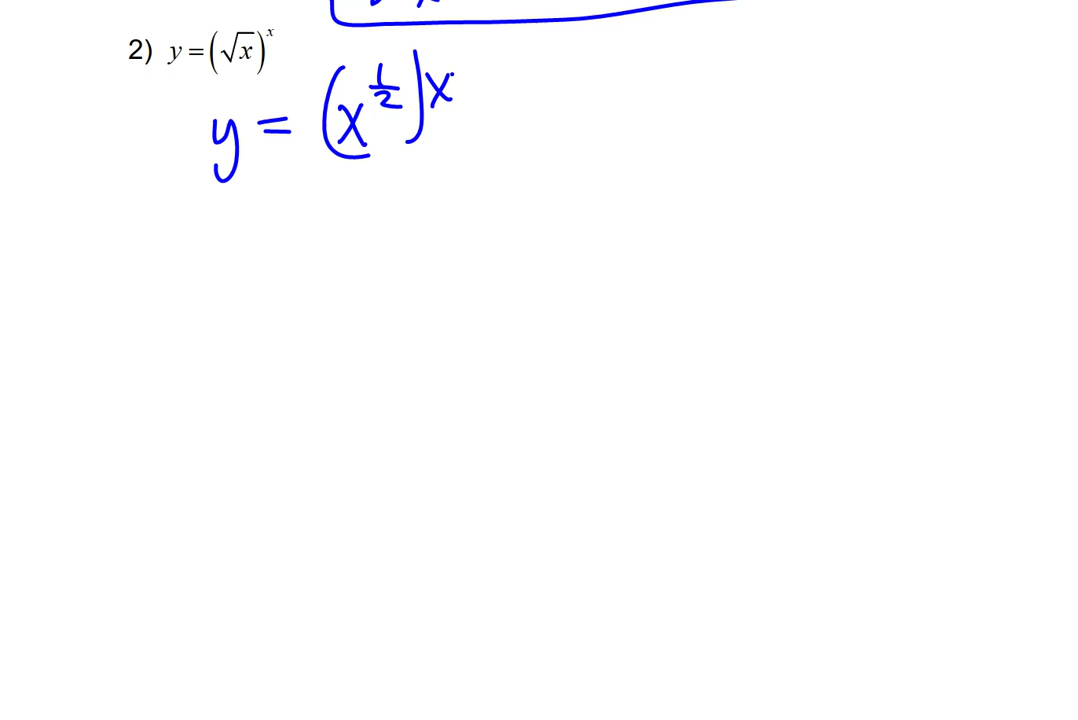 2) y = (√x)^x
y = (x^{1/2})^x